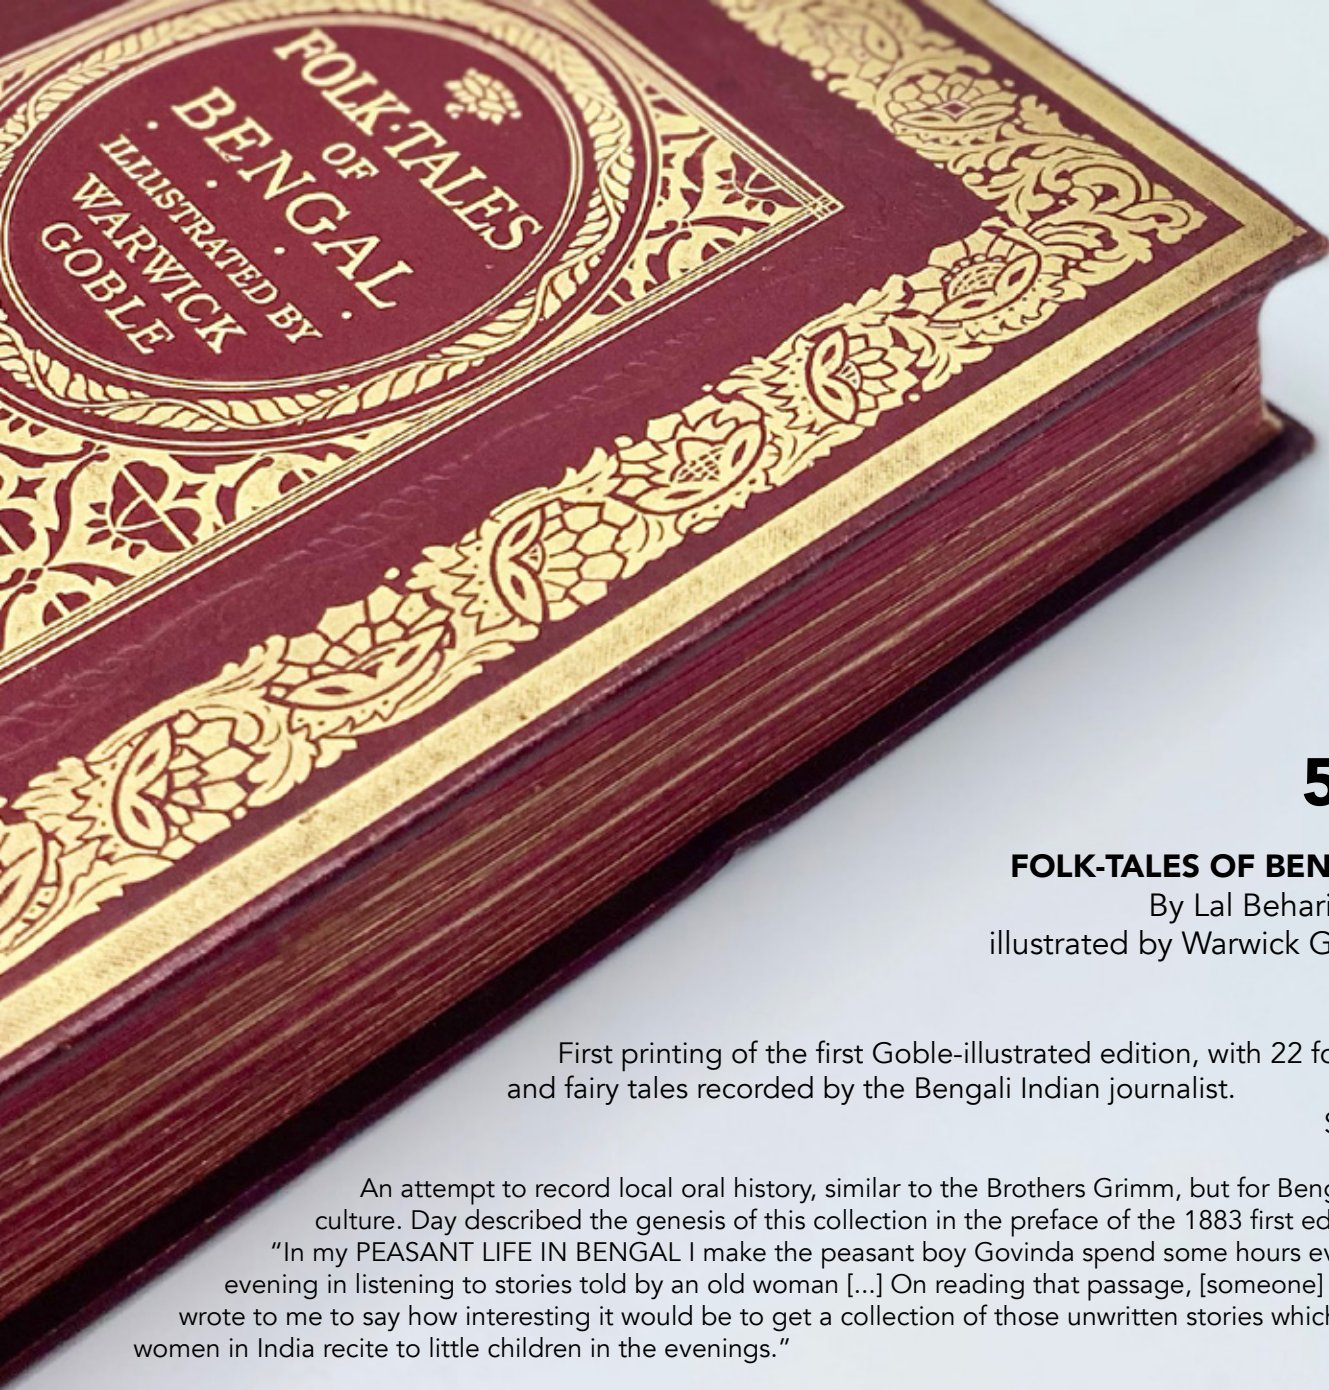 FOLK·TALES
OF
BENGAL
ILLUSTRATED BY
WARWICK
GOBLE
5
FOLK-TALES OF BEN
By Lal Behari
illustrated by Warwick G
First printing of the first Goble-illustrated edition, with 22 fo
and fairy tales recorded by the Bengali Indian journalist.
An attempt to record local oral history, similar to the Brothers Grimm, but for Beng
culture. Day described the genesis of this collection in the preface of the 1883 first ed
“In my PEASANT LIFE IN BENGAL I make the peasant boy Govinda spend some hours ev
evening in listening to stories told by an old woman [...] On reading that passage, [someone]
wrote to me to say how interesting it would be to get a collection of those unwritten stories which
women in India recite to little children in the evenings.”